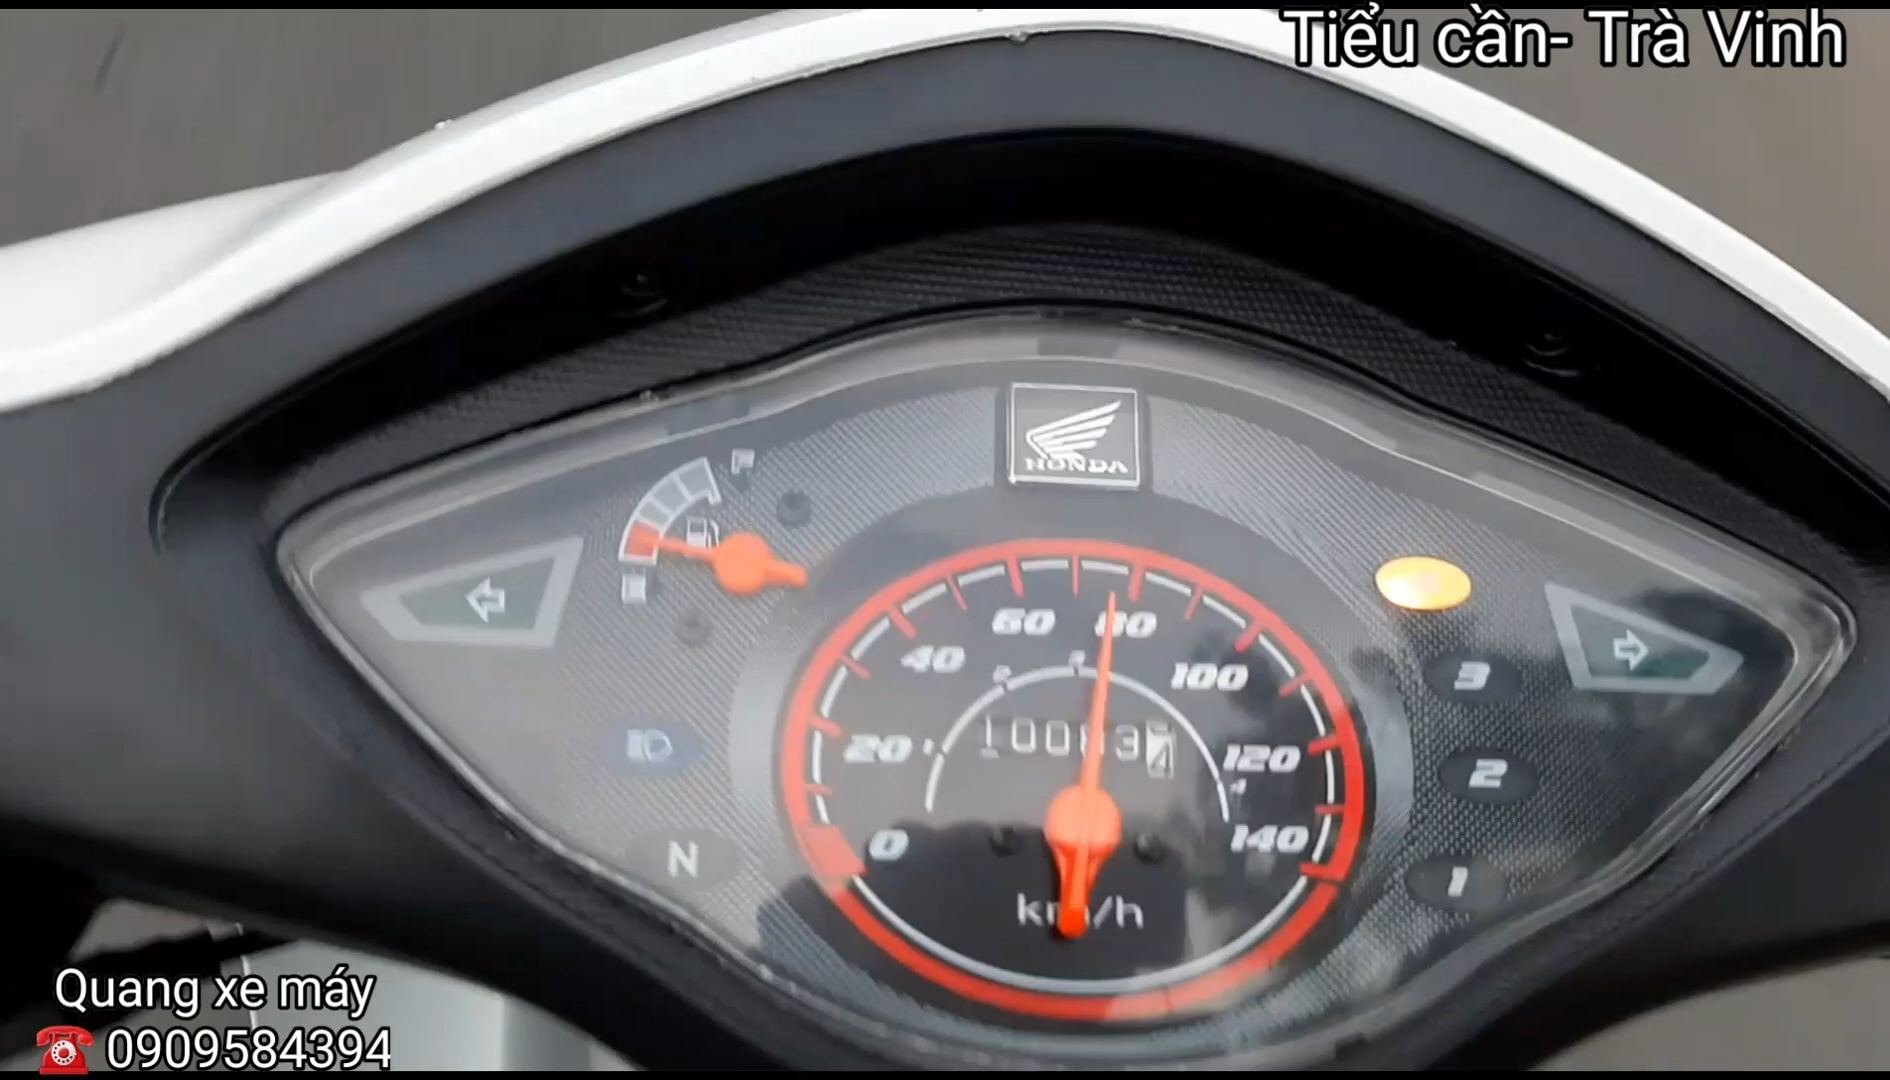 Tiểu cần- Trà Vinh
HONDA
F
60 80
40 100
3
20 120
2
0 140
N
1
km/h
Quang xe máy
☎0909584394